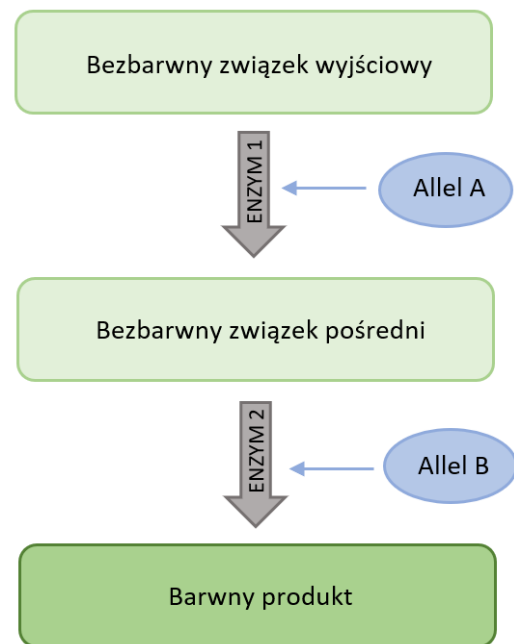 Bezbarwny związek wyjściowy
ENZYM 1
Allel A
Bezbarwny związek pośredni
ENZYM 2
Allel B
Barwny produkt